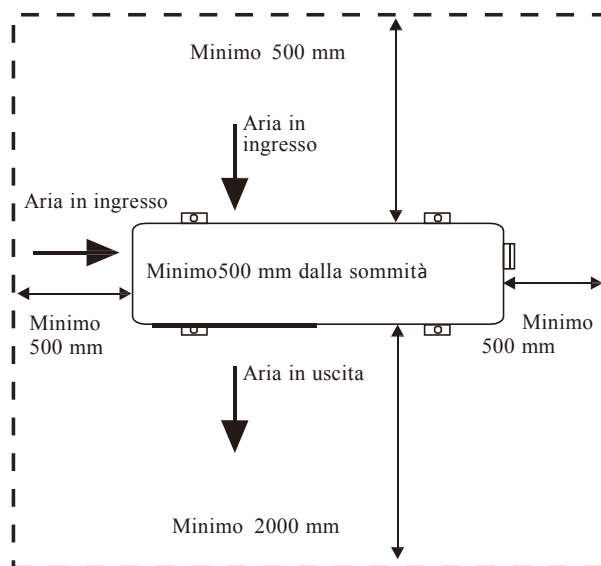 Minimo 500 mm
Aria in
ingresso
Aria in ingresso
Minimo500 mm dalla sommità
Minimo
500 mm
Minimo
500 mm
Aria in uscita
Minimo 2000 mm